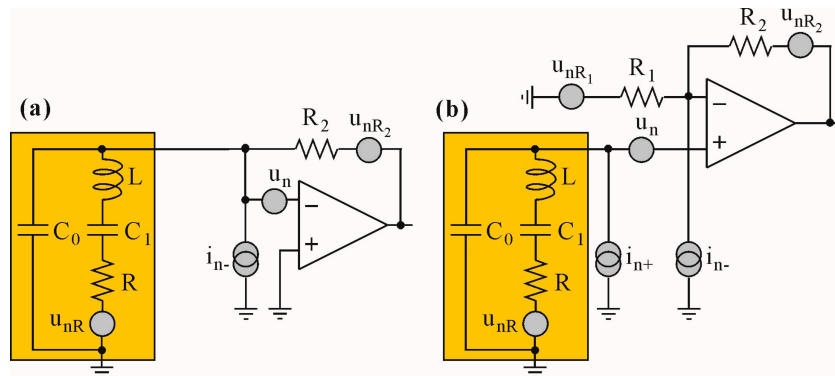 (a)
R₂
uₙR₂
uₙ
L
C₀
C₁
R
uₙR
iₙ₋
−
+
(b)
uₙR₁
R₁
R₂
uₙR₂
uₙ
L
C₀
C₁
R
uₙR
iₙ₊
iₙ₋
−
+